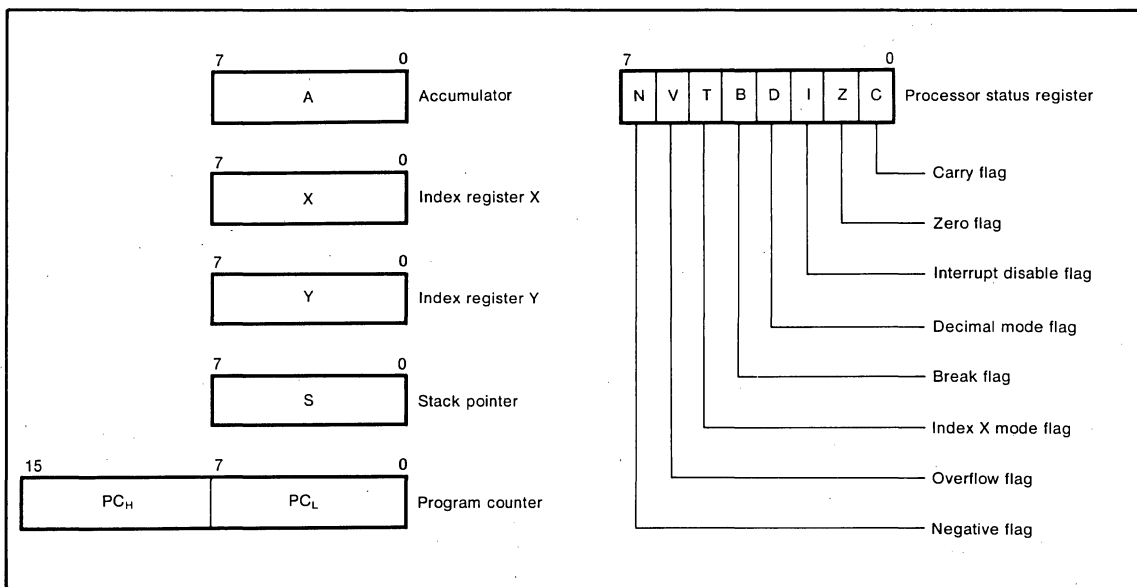 7 0
A
Accumulator
7 0
X
Index register X
7 0
Y
Index register Y
7 0
S
Stack pointer
15 7 0
PCH PCL
Program counter
7 0
N V T B D I Z C
Processor status register
Carry flag
Zero flag
Interrupt disable flag
Decimal mode flag
Break flag
Index X mode flag
Overflow flag
Negative flag